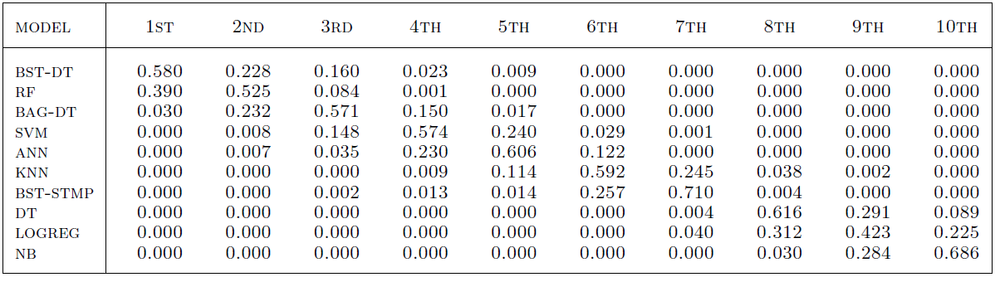 MODEL 1ST 2ND 3RD 4TH 5TH 6TH 7TH 8TH 9TH 10TH
BST-DT 0.580 0.228 0.160 0.023 0.009 0.000 0.000 0.000 0.000 0.000
RF 0.390 0.525 0.084 0.001 0.000 0.000 0.000 0.000 0.000 0.000
BAG-DT 0.030 0.232 0.571 0.150 0.017 0.000 0.000 0.000 0.000 0.000
SVM 0.000 0.008 0.148 0.574 0.240 0.029 0.001 0.000 0.000 0.000
ANN 0.000 0.007 0.035 0.230 0.606 0.122 0.000 0.000 0.000 0.000
KNN 0.000 0.000 0.000 0.009 0.114 0.592 0.245 0.038 0.002 0.000
BST-STMP 0.000 0.000 0.002 0.013 0.014 0.257 0.710 0.004 0.000 0.000
DT 0.000 0.000 0.000 0.000 0.000 0.000 0.004 0.616 0.291 0.089
LOGREG 0.000 0.000 0.000 0.000 0.000 0.000 0.040 0.312 0.423 0.225
NB 0.000 0.000 0.000 0.000 0.000 0.000 0.000 0.030 0.284 0.686